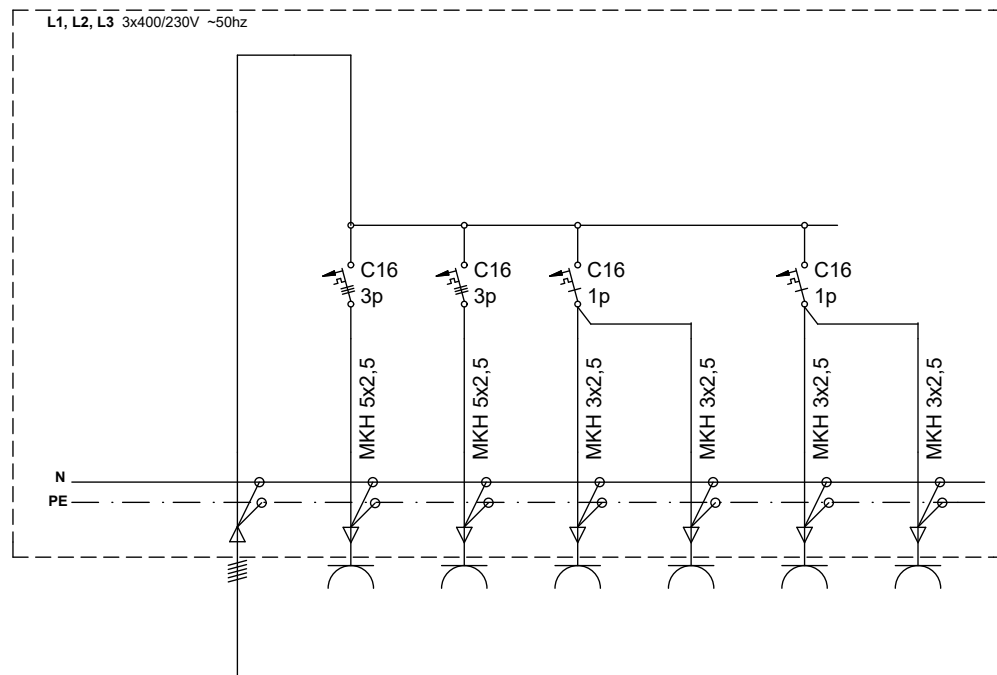 L1, L2, L3 3x400/230V ~50hz
C16
3p
C16
3p
C16
1p
C16
1p
MKH 5x2,5
MKH 5x2,5
MKH 3x2,5
MKH 3x2,5
MKH 3x2,5
MKH 3x2,5
N
PE